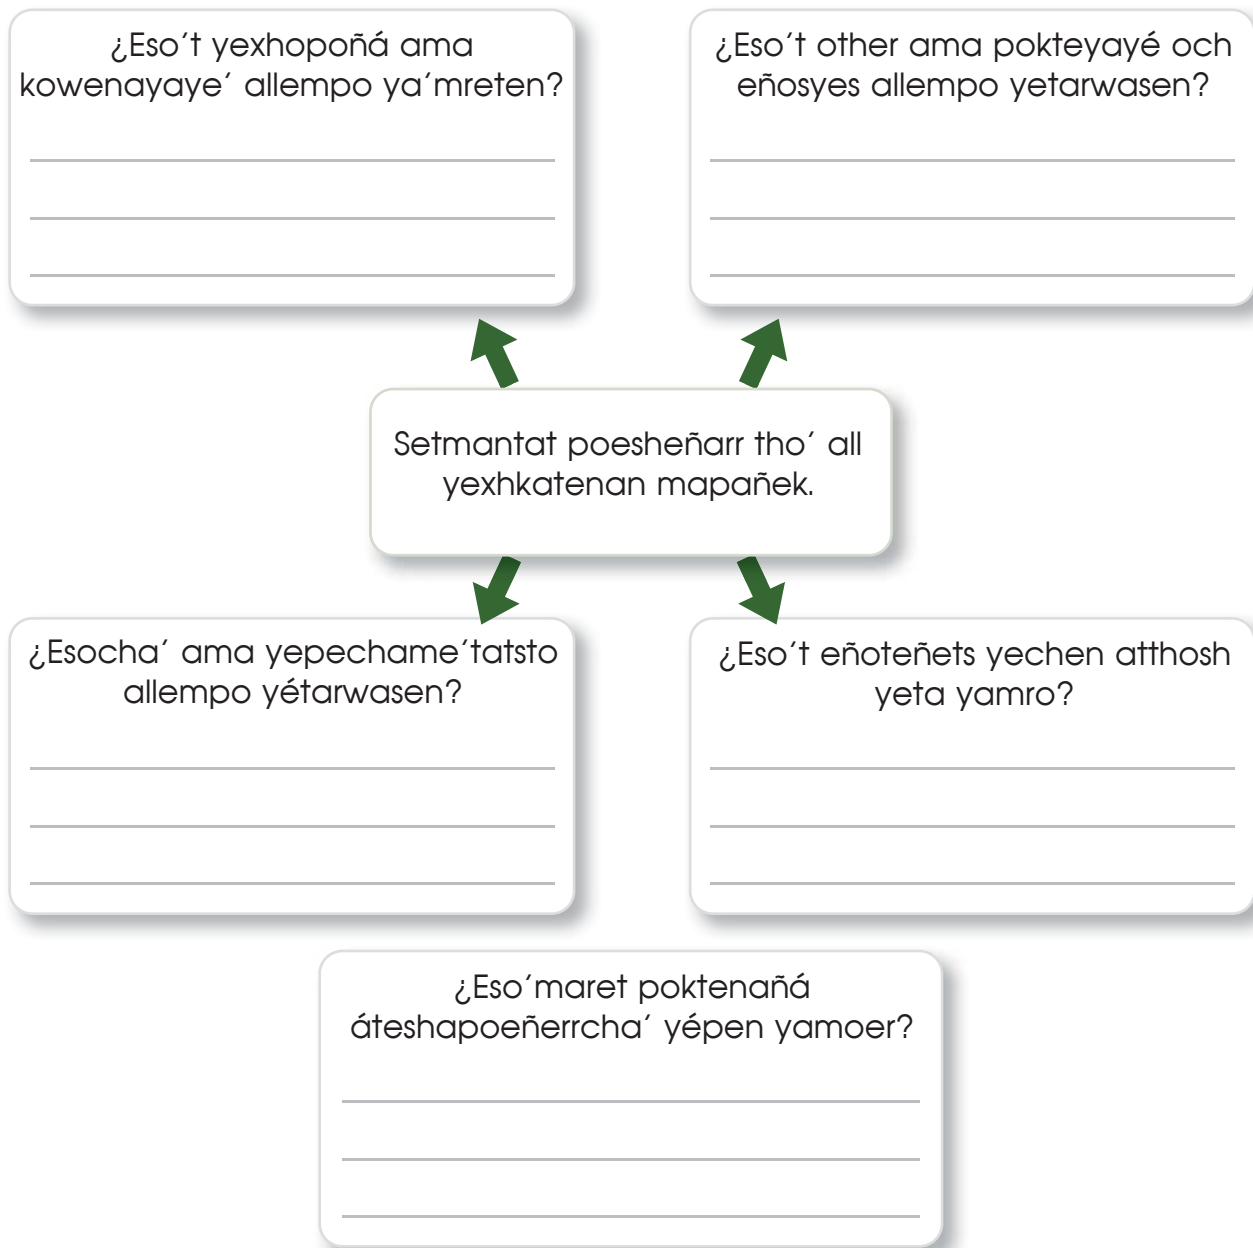 ¿Eso´t yexhopoñá ama
kowenayaye´ allempo ya´mreten?
¿Eso´t other ama pokteyayé och
eñosyes allempo yetarwasen?
Setmantat poesheñarr tho´ all
yexhkatenan mapañek.
¿Esocha´ ama yepechame´tatsto
allempo yétarwasen?
¿Eso´t eñoteñets yechen atthosh
yeta yamro?
¿Eso´maret poktenañá
áteshapoeñerrcha´ yépen yamoer?